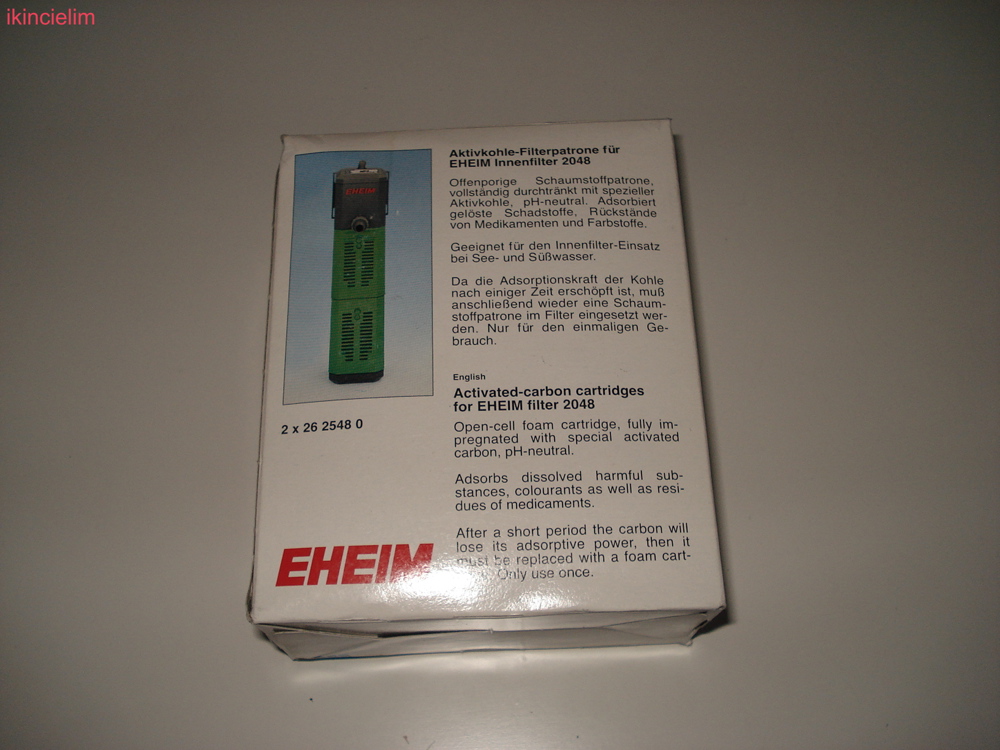 ikincielim
EHEIM
Aktivkohle-Filterpatrone für
EHEIM Innenfilter 2048
Offenporige Schaumstoffpatrone,
vollständig durchtränkt mit spezieller
Aktivkohle, pH-neutral. Adsorbiert
gelöste Schadstoffe, Rückstände
von Medikamenten und Farbstoffe.
Geeignet für den Innenfilter-Einsatz
bei See- und Süßwasser.
Da die Adsorptionskraft der Kohle
nach einiger Zeit erschöpft ist, muß
anschließend wieder eine Schaum-
stoffpatrone im Filter eingesetzt wer-
den. Nur für den einmaligen Ge-
brauch.
2 x 26 2548 0
English
Activated-carbon cartridges
for EHEIM filter 2048
Open-cell foam cartridge, fully im-
pregnated with special activated
carbon, pH-neutral.
Adsorbs dissolved harmful sub-
stances, colourants as well as resi-
dues of medicaments.
After a short period the carbon will
lose its adsorptive power, then it
must be replaced with a foam cart-
Only use once.
EHEIM